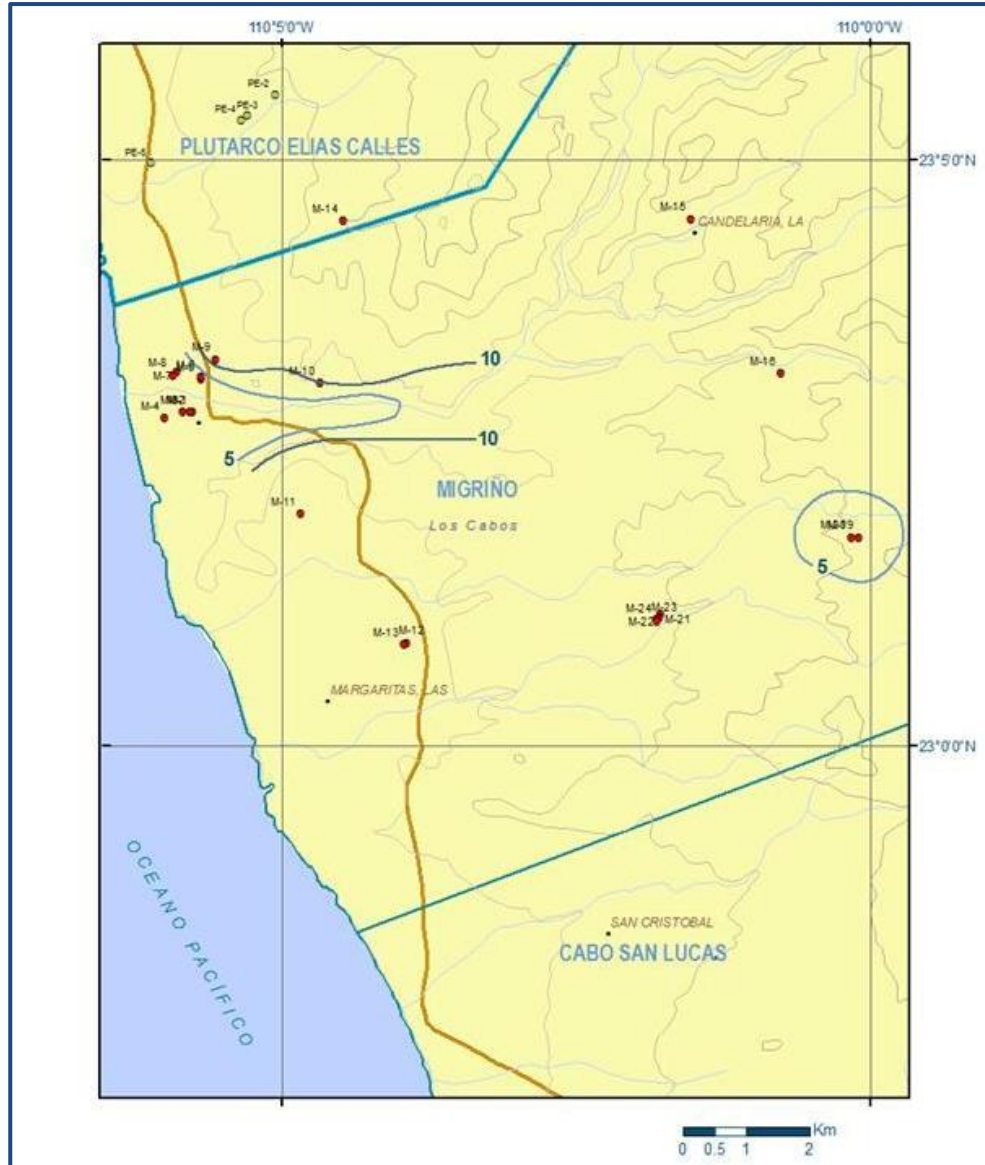 110°5'0"W
110°0'0"W
PE-2
PE-4
PE-3
PLUTARCO ELIAS CALLES
23°5'0"N
M-14
M-15
CANDELARIA, LA
M-9
10
M-8
M-10
M-16
M-7
M-4
5
10
MIGRIÑO
M-11
Los Cabos
5
M-24
M-23
M-22
M-21
M-13
M-12
MARGARITAS, LAS
23°0'0"N
OCEANO PACÍFICO
SAN CRISTOBAL
CABO SAN LUCAS
Km
0 0.5 1 2